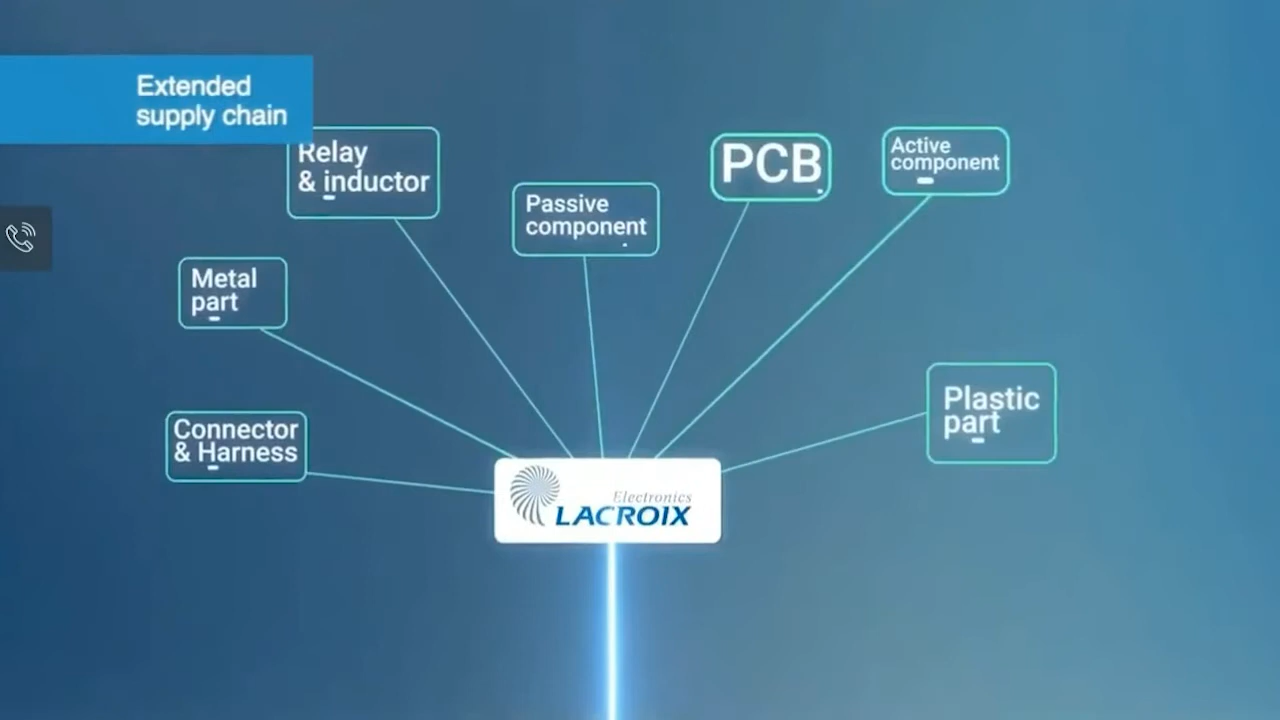 Extended
supply chain
Relay
& inductor
PCB
Active
component
Passive
component
Metal
part
Plastic
part
Connector
& Harness
Electronics
LACROIX